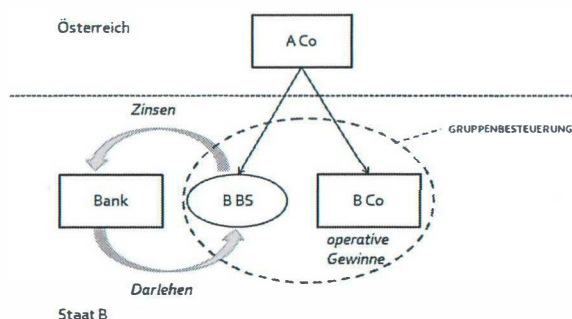 Österreich
A Co
Zinsen
GRUPPENBESTEUERUNG
Bank
B BS
B Co
operative
Gewinne
Darlehen
Staat B